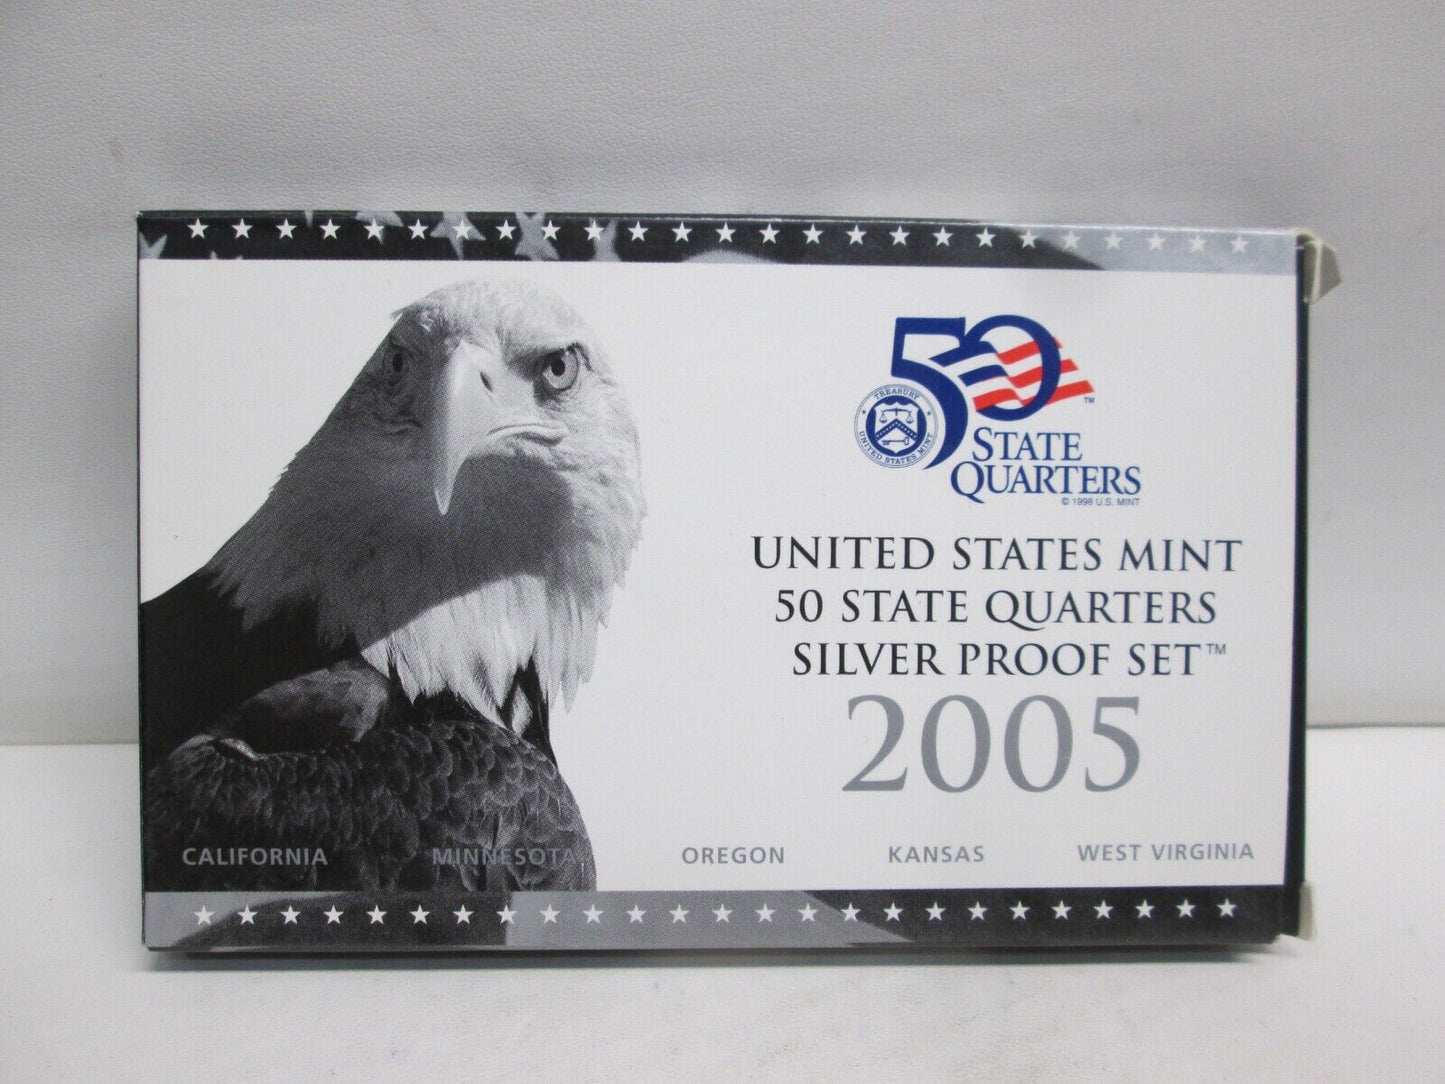 50™
TREASURY
UNITED STATES MINT
STATE
QUARTERS
© 1998 U.S. MINT
UNITED STATES MINT
50 STATE QUARTERS
SILVER PROOF SET™
2005
CALIFORNIA MINNESOTA OREGON KANSAS WEST VIRGINIA